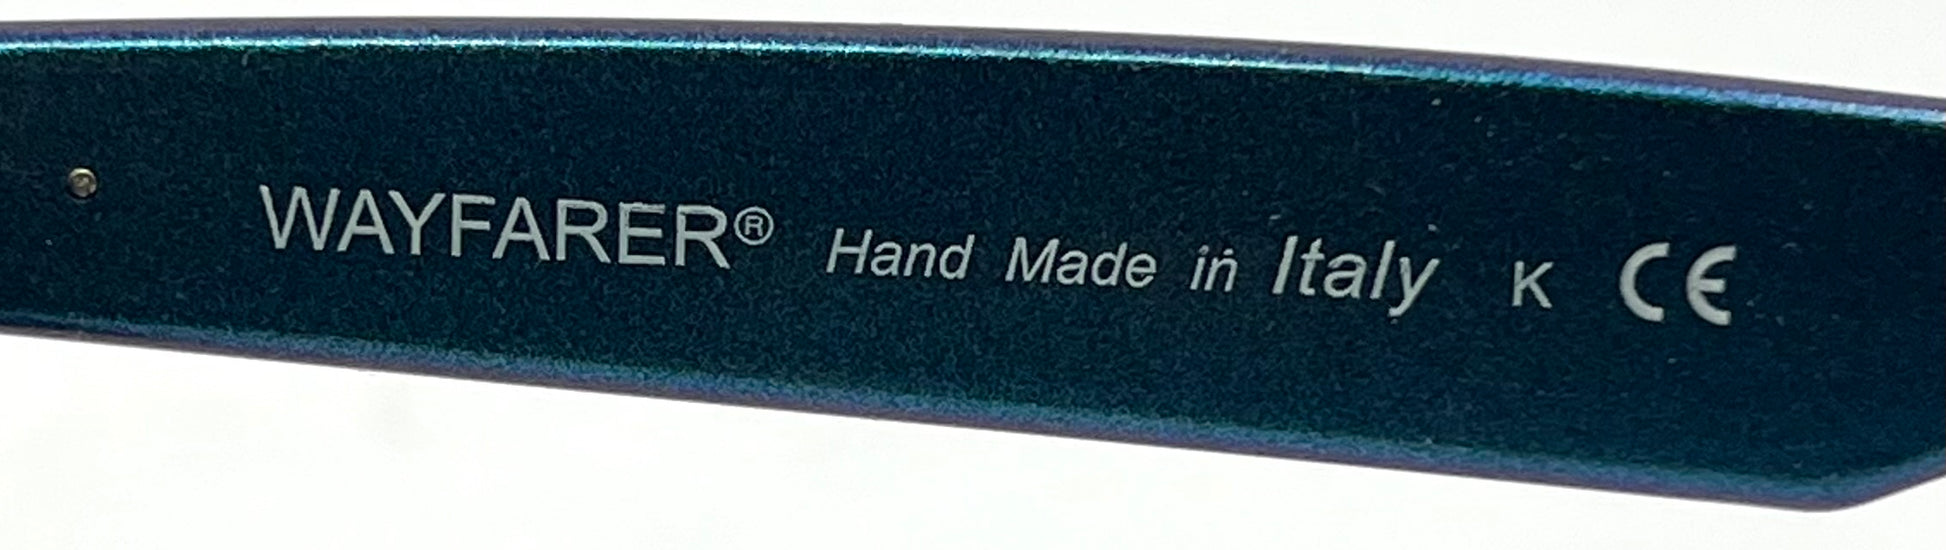 WAYFARER® Hand Made in Italy K CE